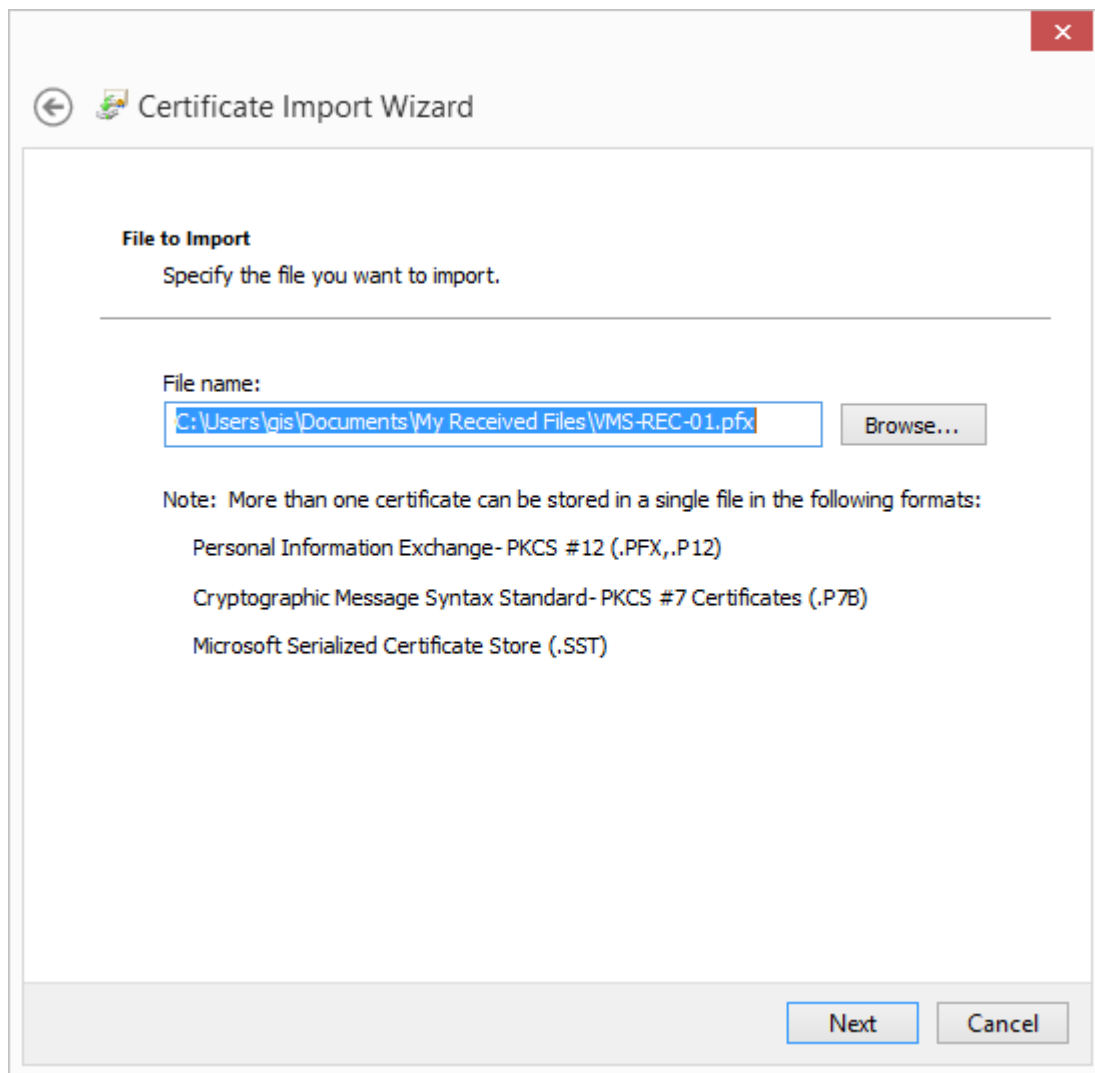 Certificate Import Wizard
File to Import
Specify the file you want to import.
File name:
C:\Users\gis\Documents\My Received Files\VMS-REC-01.pfx
Browse...
Note:  More than one certificate can be stored in a single file in the following formats:
Personal Information Exchange- PKCS #12 (.PFX,.P12)
Cryptographic Message Syntax Standard- PKCS #7 Certificates (.P7B)
Microsoft Serialized Certificate Store (.SST)
Next
Cancel